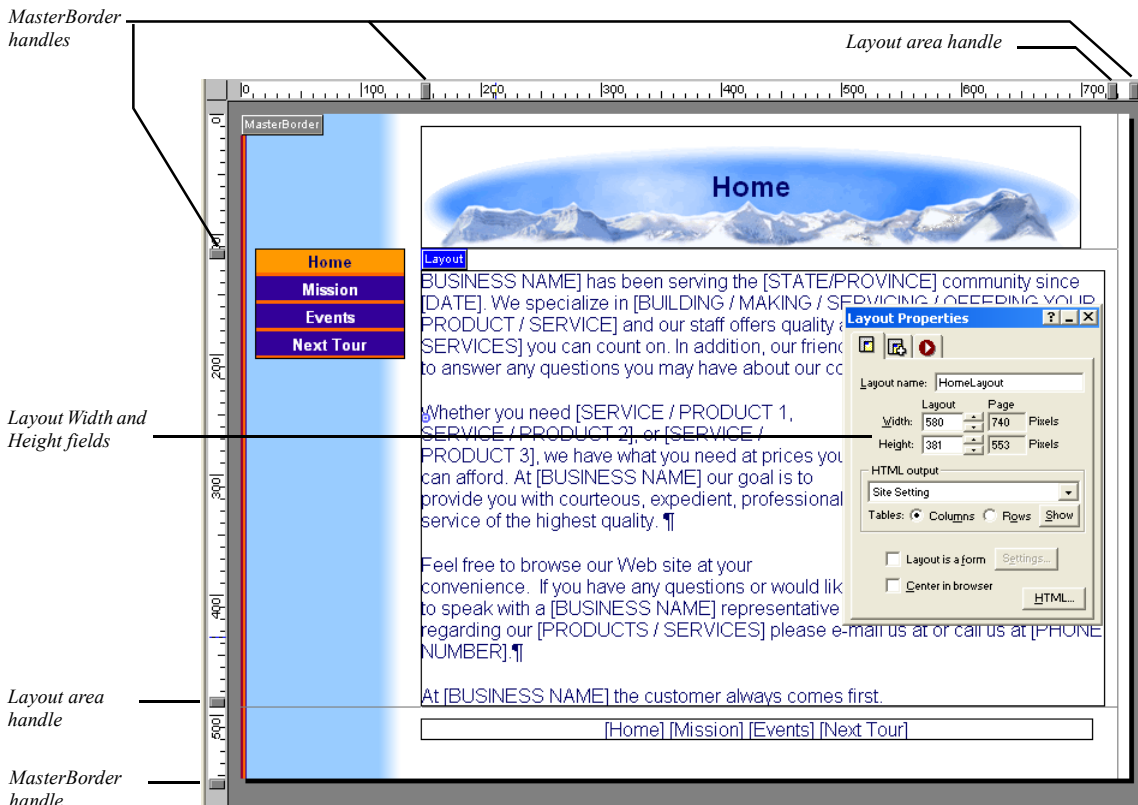 MasterBorder
handles
Layout area handle
0 100 200 300 400 500 600 700
0
MasterBorder
Home
100
Home
Mission
Events
Next Tour
Layout
BUSINESS NAME] has been serving the [STATE/PROVINCE] community since
[DATE]. We specialize in [BUILDING / MAKING / SERVICING / OFFERING YOUR
PRODUCT / SERVICE] and our staff offers quality
SERVICES] you can count on. In addition, our
to answer any questions you may have about our
200
Whether you need [SERVICE / PRODUCT 1,
SERVICE / PRODUCT 2], or [SERVICE /
PRODUCT 3], we have what you need at prices you
can afford. At [BUSINESS NAME] our goal is to
provide you with courteous, expedient, professional
service of the highest quality. ¶
300
Layout Properties
Layout name: HomeLayout
Layout Page
Width: 580 740 Pixels
Height: 381 553 Pixels
HTML output
Site Setting
Tables: Columns Rows Show
Layout is a form Settings...
Center in browser
HTML...
Layout Width and
Height fields
Feel free to browse our Web site at your
convenience. If you have any questions or would
to speak with a [BUSINESS NAME] representative
regarding our [PRODUCTS / SERVICES] please e-mail us at or call us at [PHONE
NUMBER].¶
400
At [BUSINESS NAME] the customer always comes first.
Layout area
handle
500
[Home] [Mission] [Events] [Next Tour]
MasterBorder
handle